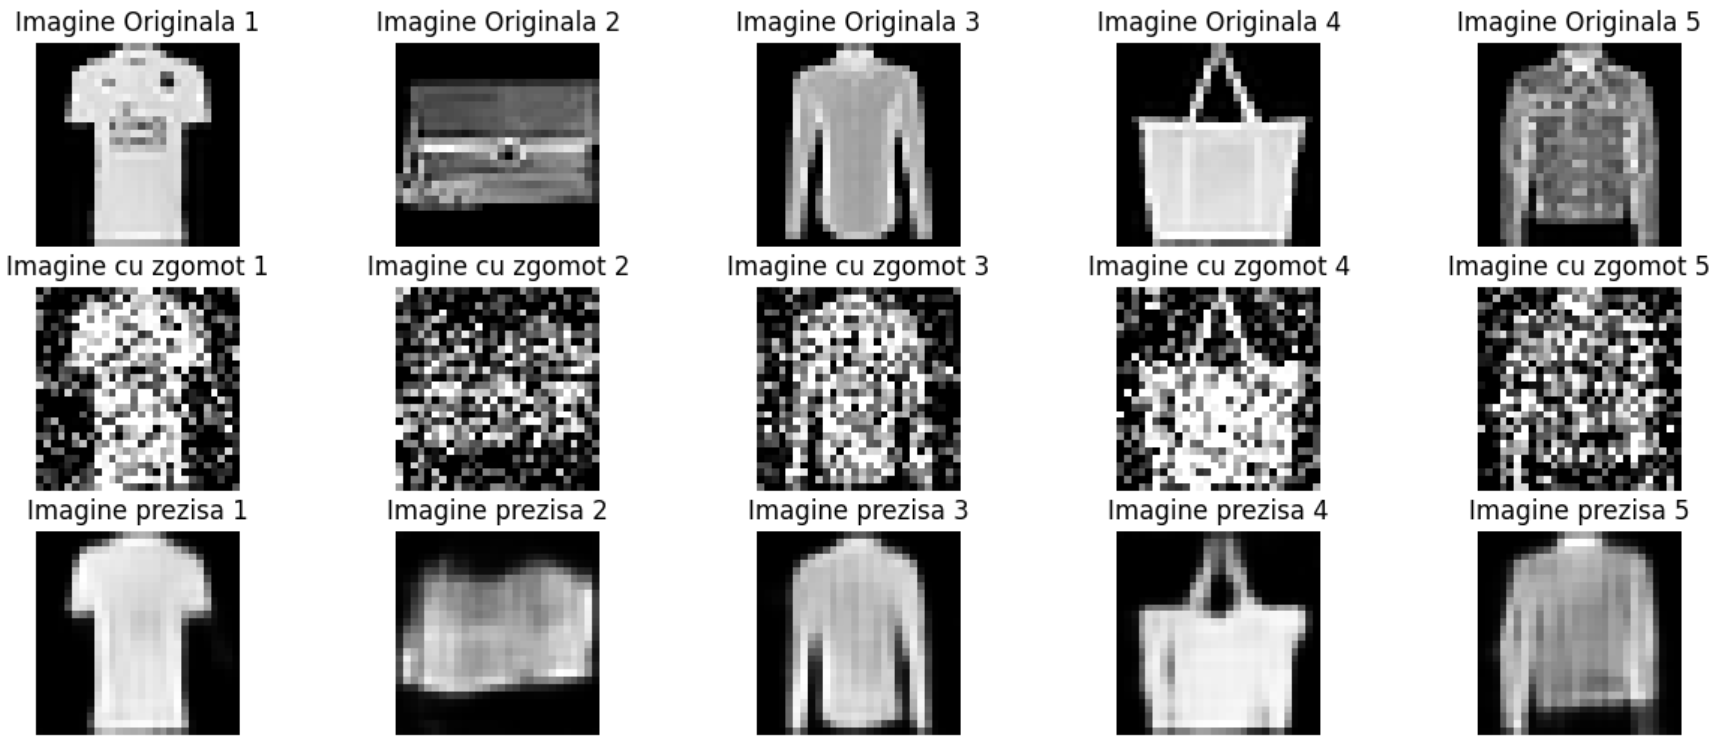 Imagine Originala 1
Imagine Originala 2
Imagine Originala 3
Imagine Originala 4
Imagine Originala 5
Imagine cu zgomot 1
Imagine cu zgomot 2
Imagine cu zgomot 3
Imagine cu zgomot 4
Imagine cu zgomot 5
Imagine prezisa 1
Imagine prezisa 2
Imagine prezisa 3
Imagine prezisa 4
Imagine prezisa 5